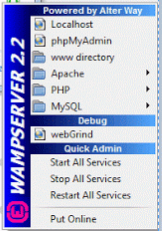 Powered by Alter Way
Localhost
phpMyAdmin
www directory
Apache
PHP
MySQL
Debug
webGrind
Quick Admin
Start All Services
Stop All Services
Restart All Services
Put Online
WAMPSERVER 2.2